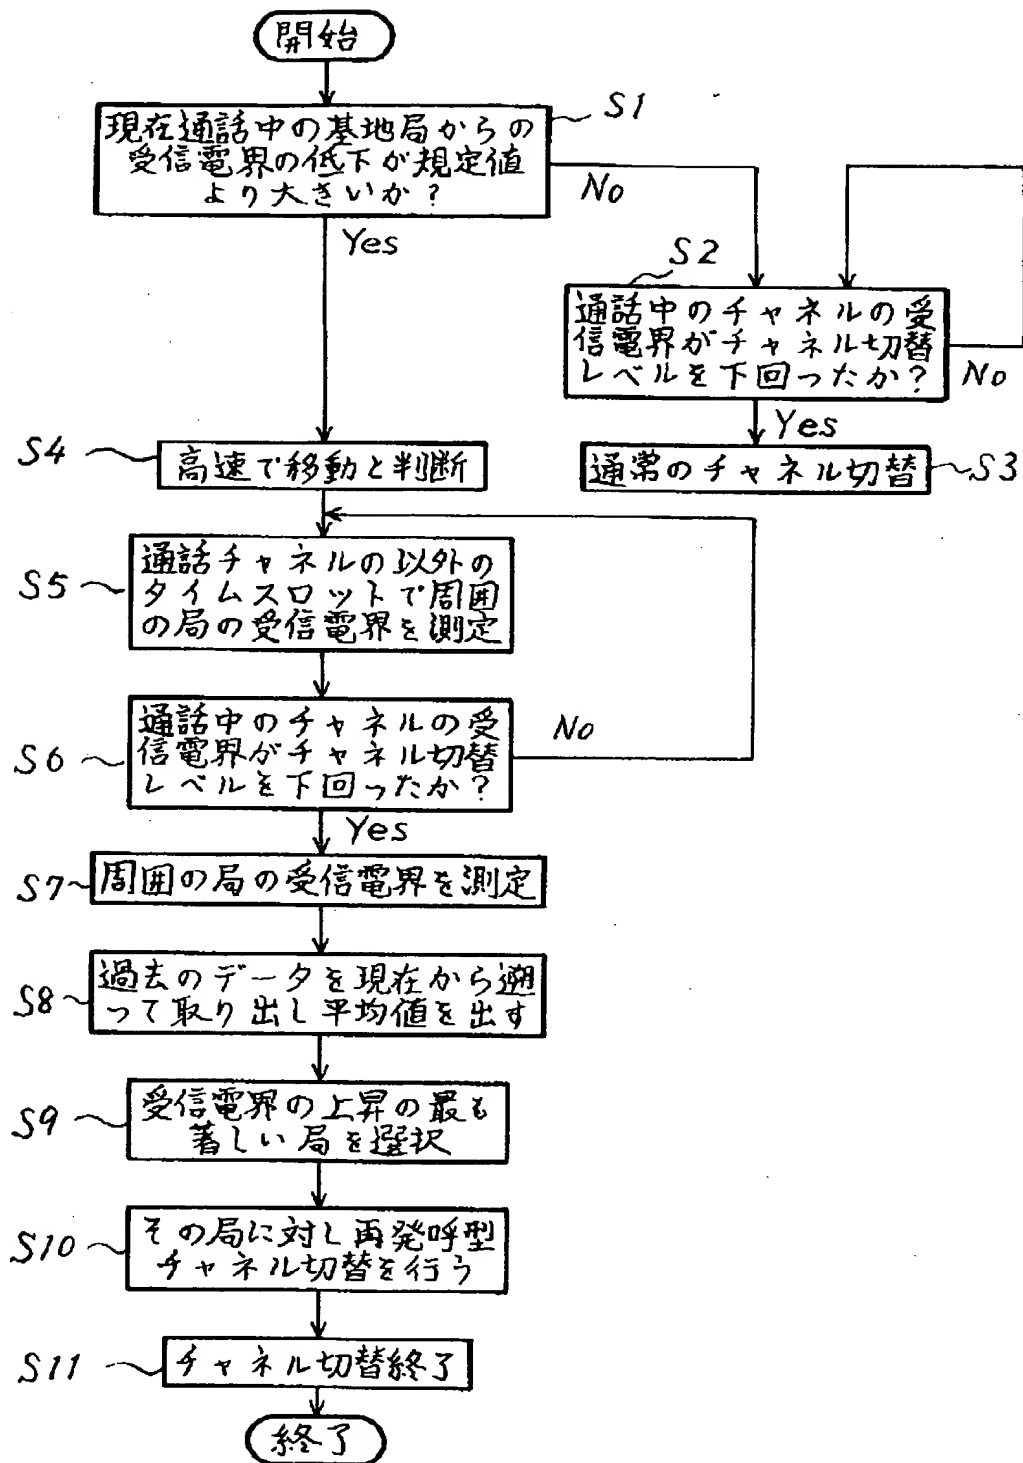 開始
S1
現在通話中の基地局からの
受信電界の低下が規定値
より大きいか?
No
Yes
S2
通話中のチャネルの受
信電界がチャネル切替
レベルを下回ったか?
No
Yes
S4
高速で移動と判断
通常のチャネル切替
S3
S5
通話チャネルの以外の
タイムスロットで周囲
の局の受信電界を測定
S6
通話中のチャネルの受
信電界がチャネル切替
レベルを下回ったか?
No
Yes
S7
周囲の局の受信電界を測定
S8
過去のデータを現在から遡
って取り出し平均値を出す
S9
受信電界の上昇の最も
著しい局を選択
S10
その局に対し再発呼型
チャネル切替を行う
S11
チャネル切替終了
終了